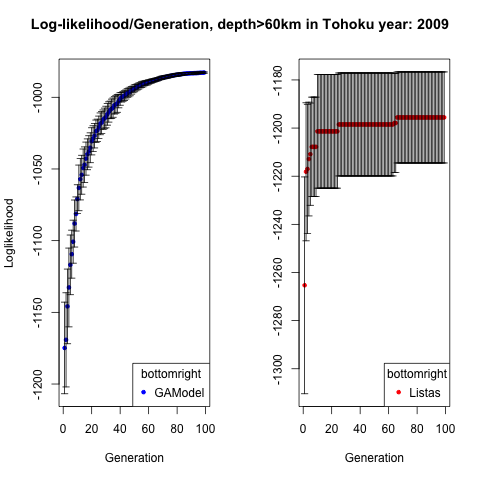 Log-likelihood/Generation, depth>60km in Tohoku year: 2009
Loglikelihood
-1000
-1050
-1100
-1150
-1200
bottomright
GAModel
0 20 40 60 80 100
Generation
-1180
-1200
-1220
-1240
-1260
-1280
-1300
bottomright
Listas
0 20 40 60 80 100
Generation